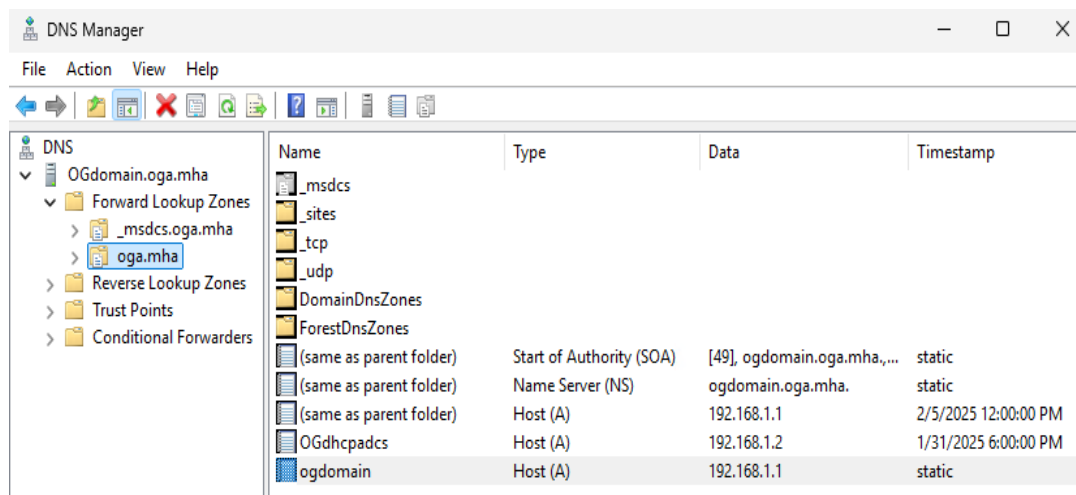 DNS Manager
File Action View Help
DNS
OGdomain.oga.mha
Forward Lookup Zones
_msdcs.oga.mha
oga.mha
Reverse Lookup Zones
Trust Points
Conditional Forwarders
Name Type Data Timestamp
_msdcs
_sites
_tcp
_udp
DomainDnsZones
ForestDnsZones
(same as parent folder) Start of Authority (SOA) [49], ogdomain.oga.mha.,... static
(same as parent folder) Name Server (NS) ogdomain.oga.mha. static
(same as parent folder) Host (A) 192.168.1.1 2/5/2025 12:00:00 PM
OGdhcpadcs Host (A) 192.168.1.2 1/31/2025 6:00:00 PM
ogdomain Host (A) 192.168.1.1 static